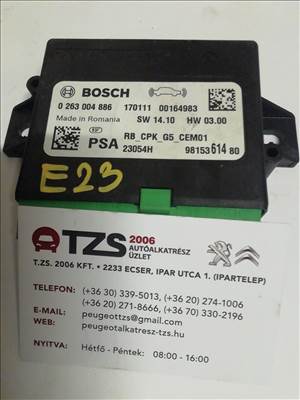 BOSCH
0 263 004 886 170111 00164983
Made in Romania SW 14.10 HW 03.00
RB_CPK_G5_CEM01
PSA 23054H 9815361480
E23
TZS 2006
AUTÓALKATRÉSZ
ÜZLET
T.ZS. 2006 KFT. • 2233 ECSER, IPAR UTCA 1. (IPARTELEP)
TELEFON: (+36 30) 339-5013, (+36 20) 274-1006
(+36 20) 271-8666, (+36 70) 330-2196
E-MAIL: peugeottzs@gmail.com
WEB: peugeotalkatresz-tzs.hu
NYITVA: Hétfő - Péntek: 08:00 - 16:00